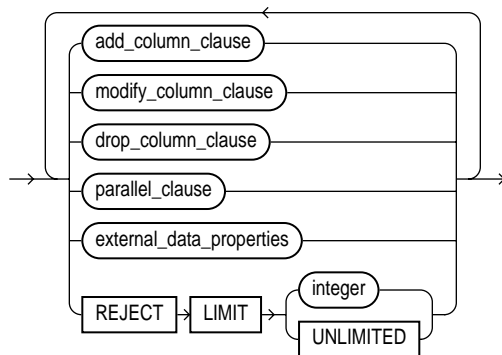 add_column_clause
modify_column_clause
drop_column_clause
parallel_clause
external_data_properties
REJECT LIMIT integer
UNLIMITED